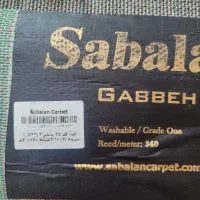 Sabala
GABBEH
Sabalan Carpet
Washable / Grade One
Reed/meter: 340
www.sabalancarpet.com